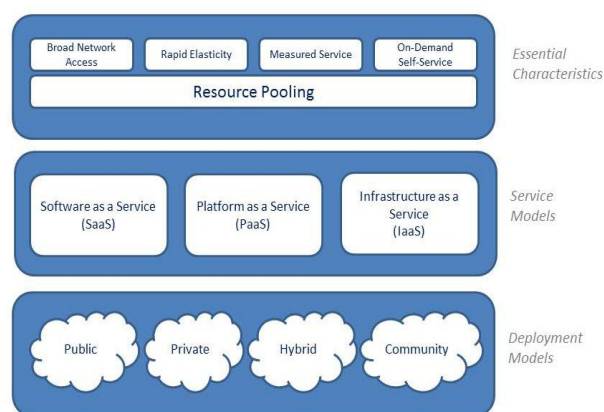 Broad Network
Access
Rapid Elasticity
Measured Service
On-Demand
Self-Service
Resource Pooling
Essential
Characteristics
Software as a Service
(SaaS)
Platform as a Service
(PaaS)
Infrastructure as a
Service
(IaaS)
Service
Models
Public
Private
Hybrid
Community
Deployment
Models